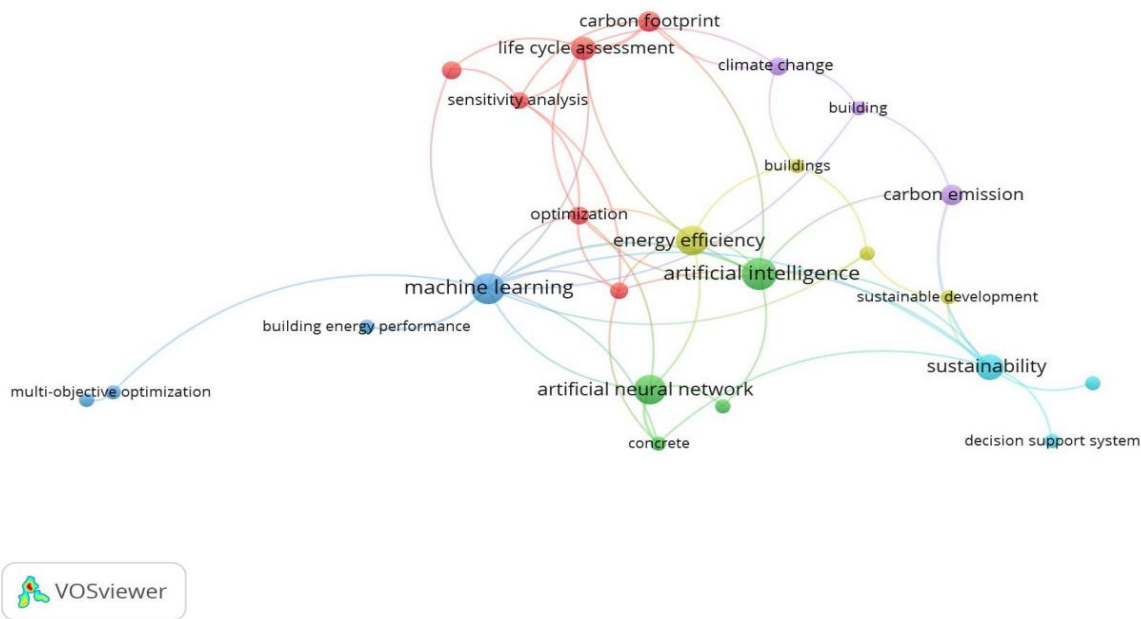 carbon footprint
life cycle assessment
climate change
sensitivity analysis
building
buildings
carbon emission
optimization
energy efficiency
artificial intelligence
machine learning
sustainable development
building energy performance
sustainability
multi-objective optimization
artificial neural network
concrete
decision support system
VOSviewer